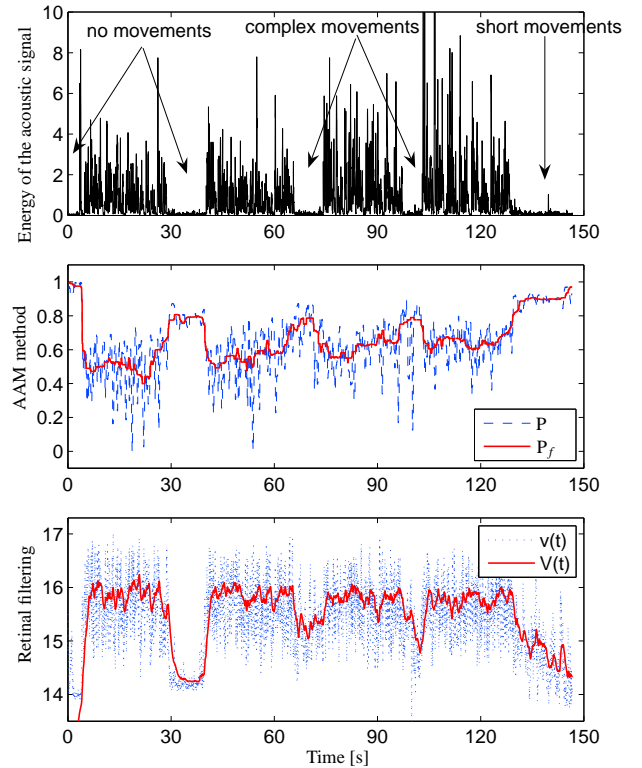 no movements
complex movements
short movements
Energy of the acoustic signal
10
8
6
4
2
0
0 30 60 90 120 150
AAM method
1
0.8
0.6
0.4
0.2
0
P
P_f
0 30 60 90 120 150
Retinal filtering
17
16
15
14
v(t)
V(t)
0 30 60 90 120 150
Time [s]